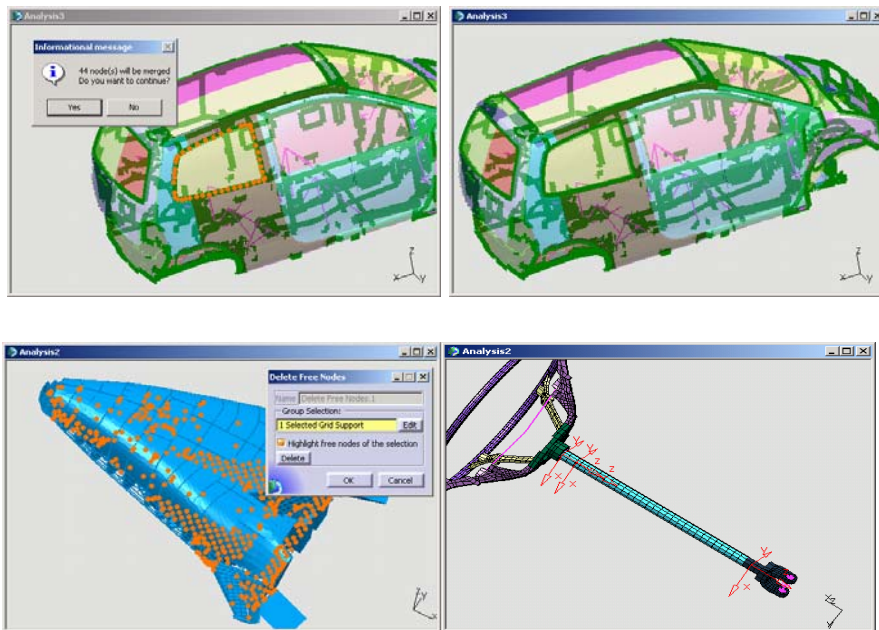 Analysis3
Informational message
44 node(s) will be merged
Do you want to continue?
Yes No
z
x y
Analysis3
z
x y
Analysis2
Delete Free Nodes
Name Delete Free Nodes.1
Group Selection:
1 Selected Grid Support Edit
Highlight free nodes of the selection
Delete
OK Cancel
z y
x
Analysis2
y y
z z
x x
y
x
x z
y